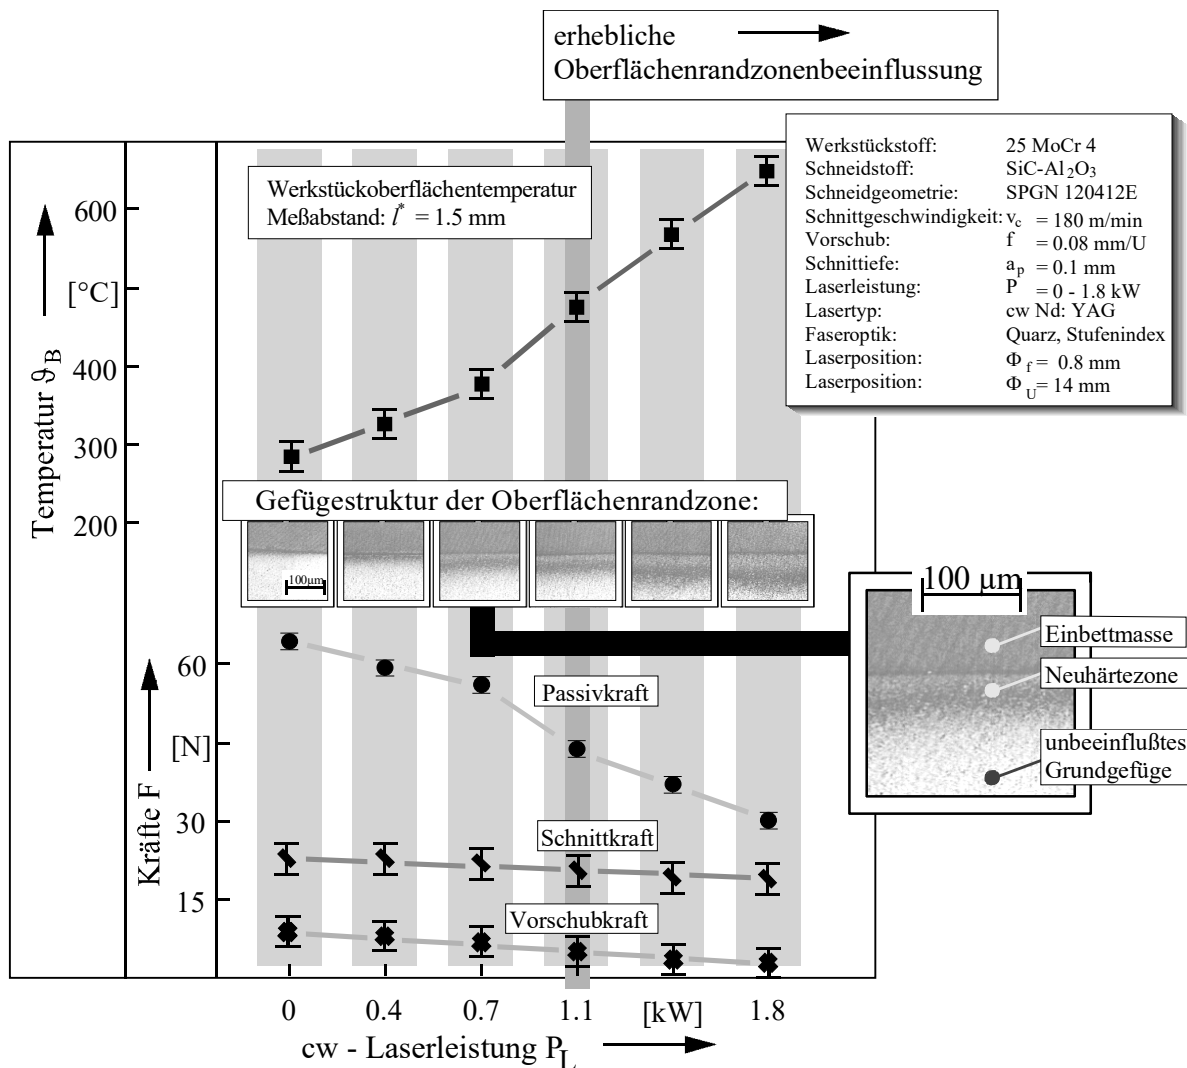 erhebliche
Oberflächenrandzonenbeeinflussung
Werkstückstoff: 25 MoCr 4
Schneidstoff: SiC-Al2O3
Schneidgeometrie: SPGN 120412E
Schnittgeschwindigkeit: vc = 180 m/min
Vorschub: f = 0.08 mm/U
Schnittiefe: ap = 0.1 mm
Laserleistung: P = 0 - 1.8 kW
Lasertyp: cw Nd: YAG
Faseroptik: Quarz, Stufenindex
Laserposition: Φf = 0.8 mm
Laserposition: ΦU = 14 mm
Werkstückoberflächentemperatur
Meßabstand: l* = 1.5 mm
Temperatur ϑB
[°C]
600
400
300
200
Gefügestruktur der Oberflächenrandzone:
100µm
100 µm
Einbettmasse
Neuhärtezone
unbeeinflußtes
Grundgefüge
Kräfte F
[N]
60
30
15
Passivkraft
Schnittkraft
Vorschubkraft
0 0.4 0.7 1.1 [kW] 1.8
cw - Laserleistung PL